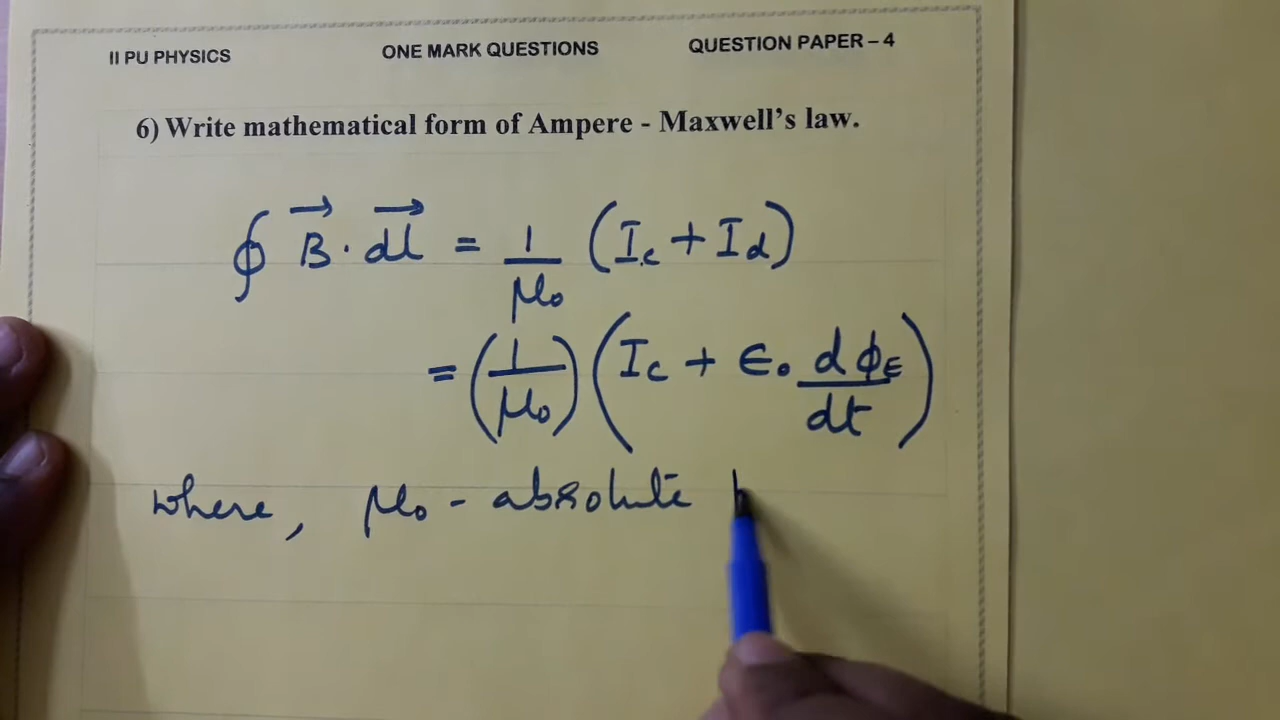 II PU PHYSICS ONE MARK QUESTIONS QUESTION PAPER – 4
6) Write mathematical form of Ampere - Maxwell's law.
∮ B⃗ · dl⃗ = 1/μ₀ (I_c + I_d)
= (1/μ₀) (I_c + ϵ₀ dϕ_E/dt)
where, μ₀ - absolute